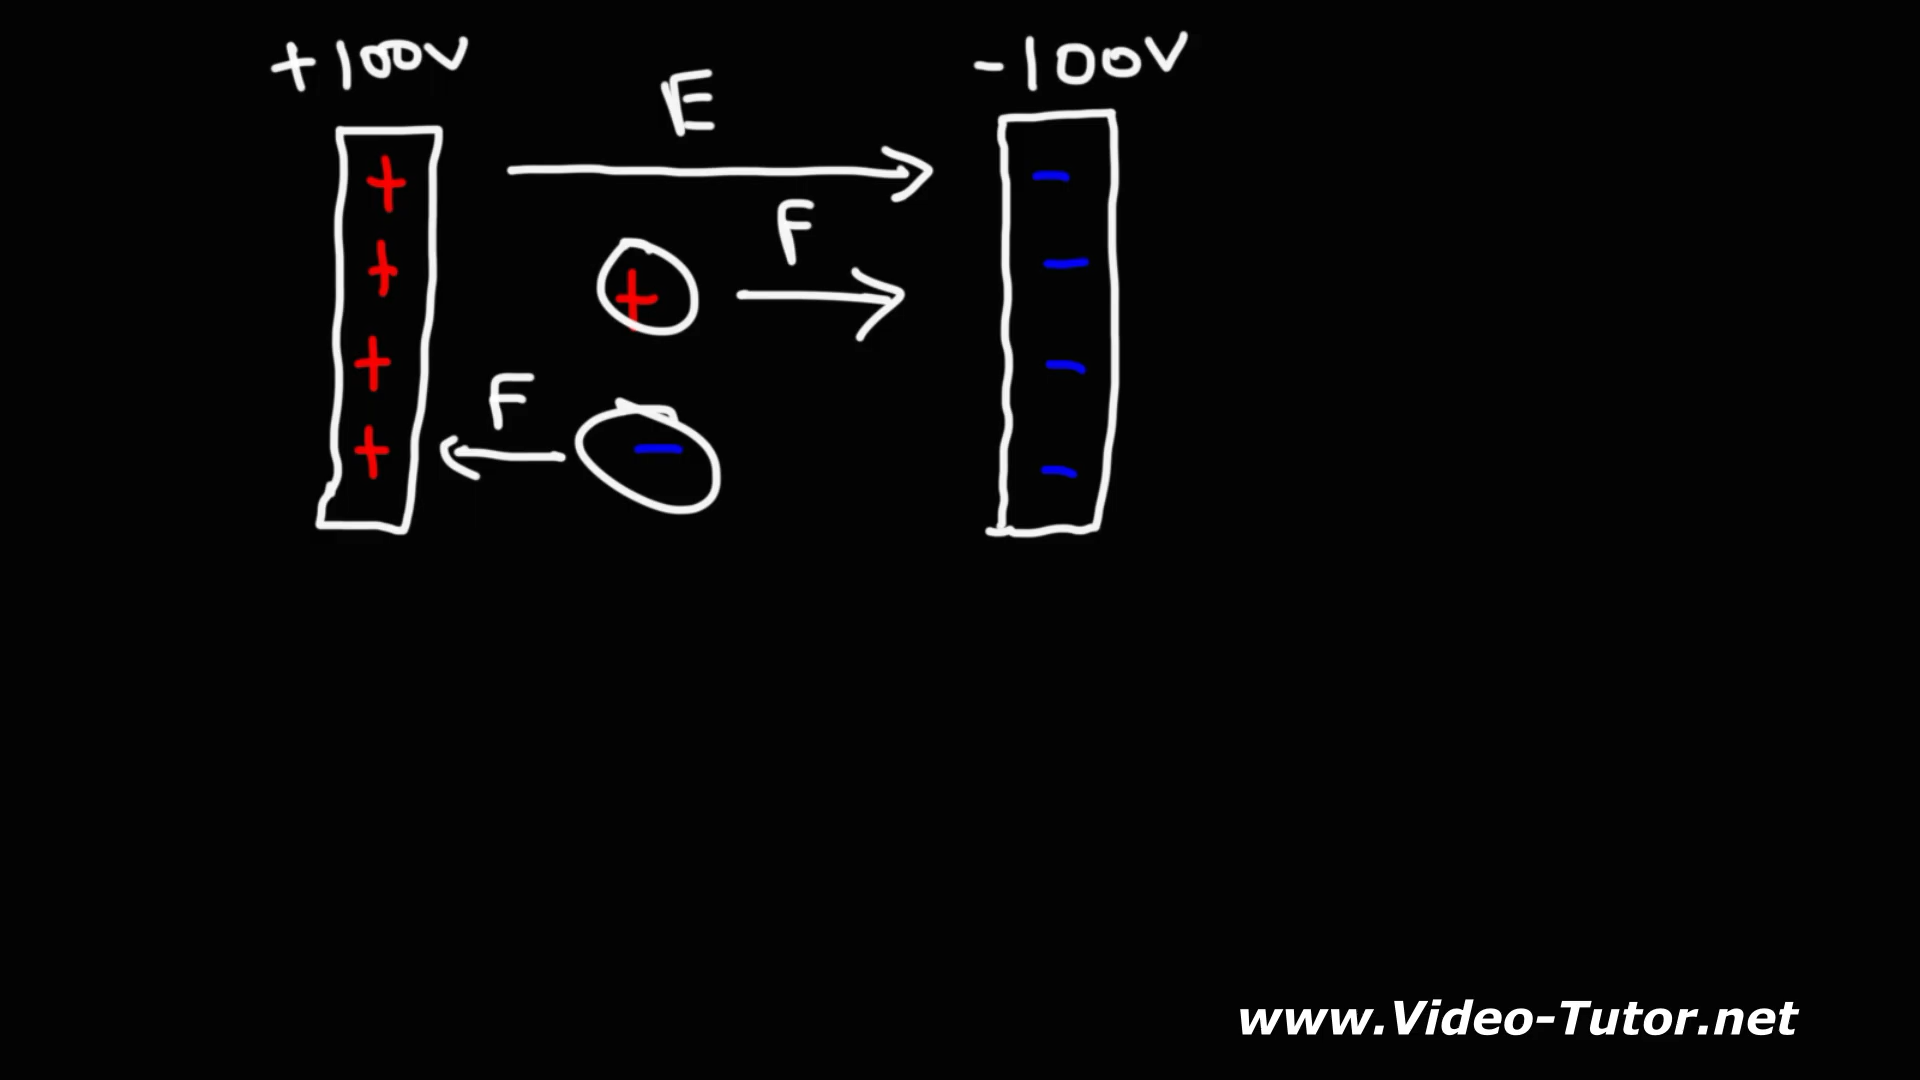 +100V
-100V
E
+
-
+
-
F
+
+
-
F
+
-
+
-
www.Video-Tutor.net